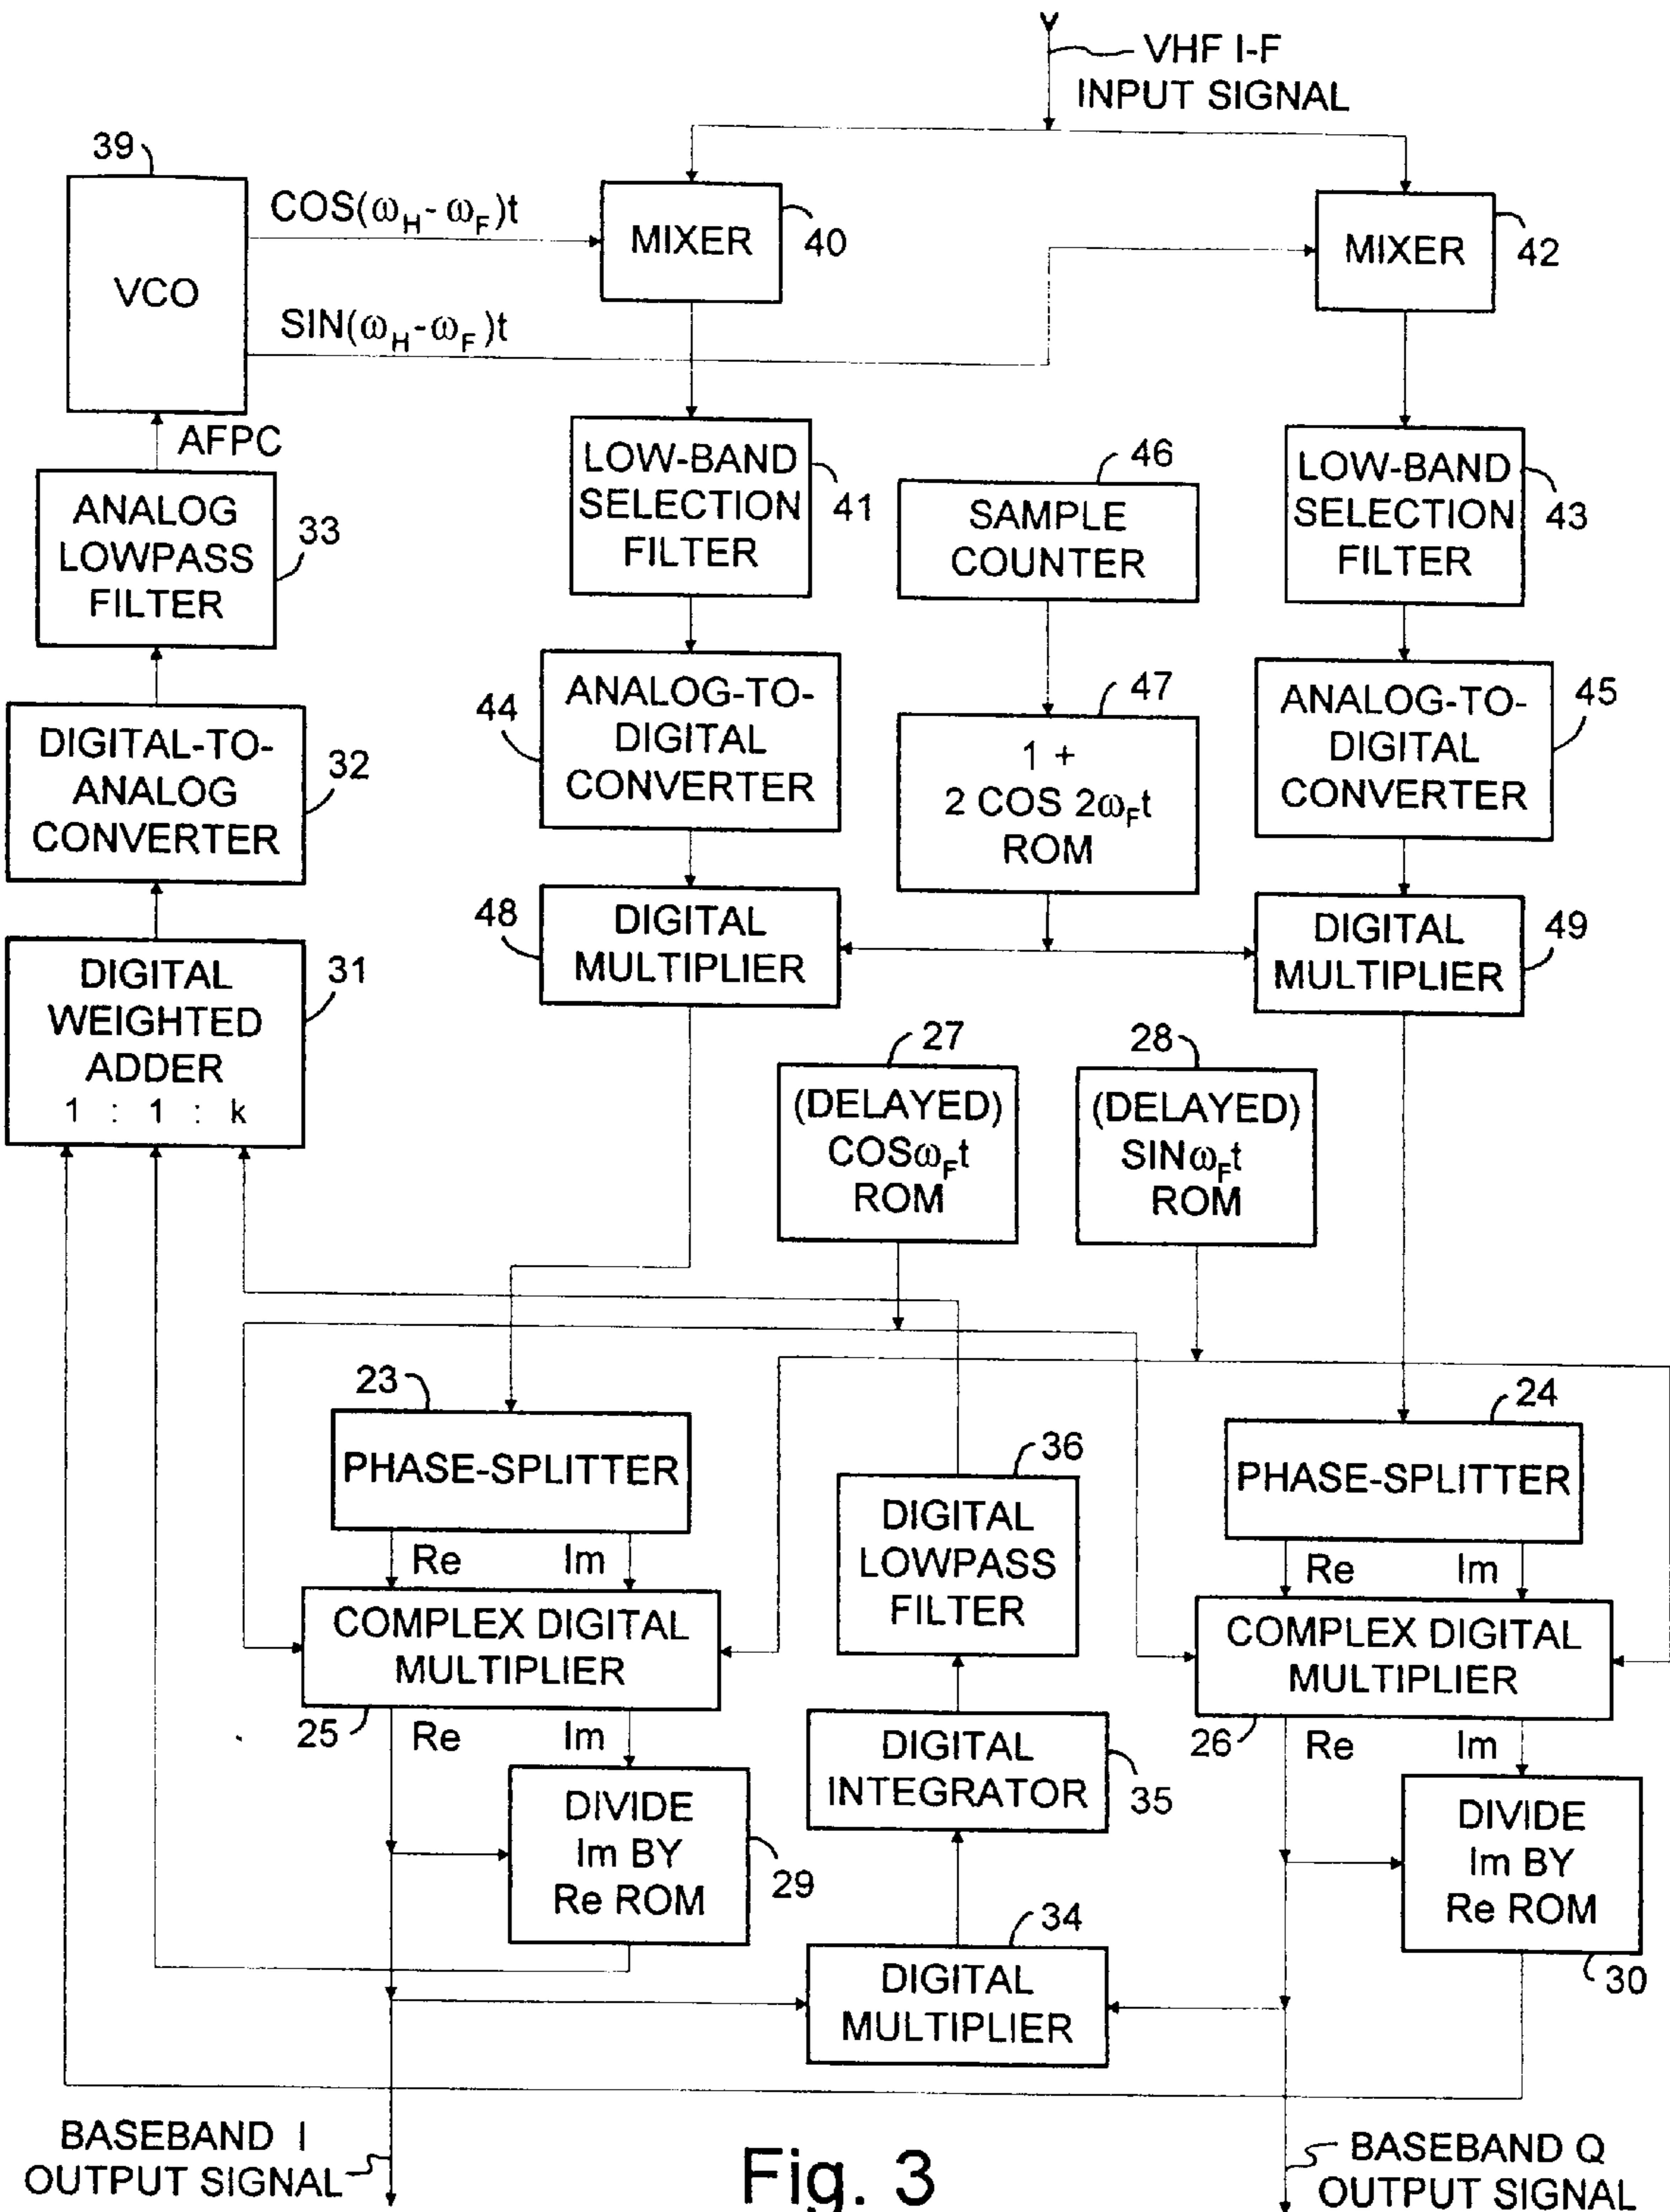 VHF I-F
INPUT SIGNAL
39
VCO
COS(ωH- ωF)t
SIN(ωH-ωF)t
MIXER
40
MIXER
42
AFPC
ANALOG
LOWPASS
FILTER
33
LOW-BAND
SELECTION
FILTER
41
46
SAMPLE
COUNTER
LOW-BAND
SELECTION
FILTER
43
DIGITAL-TO-
ANALOG
CONVERTER
32
44
ANALOG-TO-
DIGITAL
CONVERTER
47
1 +
2 COS 2ωFt
ROM
ANALOG-TO-
DIGITAL
CONVERTER
45
DIGITAL
WEIGHTED
ADDER
1 : 1 : k
31
48
DIGITAL
MULTIPLIER
DIGITAL
MULTIPLIER
49
27
(DELAYED)
COSωFt
ROM
28
(DELAYED)
SINωFt
ROM
23
PHASE-SPLITTER
Re Im
COMPLEX DIGITAL
MULTIPLIER
25
Re Im
DIVIDE
Im BY
Re ROM
29
36
DIGITAL
LOWPASS
FILTER
DIGITAL
INTEGRATOR
35
34
DIGITAL
MULTIPLIER
24
PHASE-SPLITTER
Re Im
COMPLEX DIGITAL
MULTIPLIER
26
Re Im
DIVIDE
Im BY
Re ROM
30
BASEBAND I
OUTPUT SIGNAL
Fig. 3
BASEBAND Q
OUTPUT SIGNAL